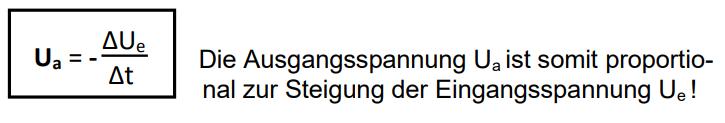 Uₐ = - ΔUₑ / Δt
Die Ausgangsspannung Uₐ ist somit proportio-
nal zur Steigung der Eingangsspannung Uₑ !